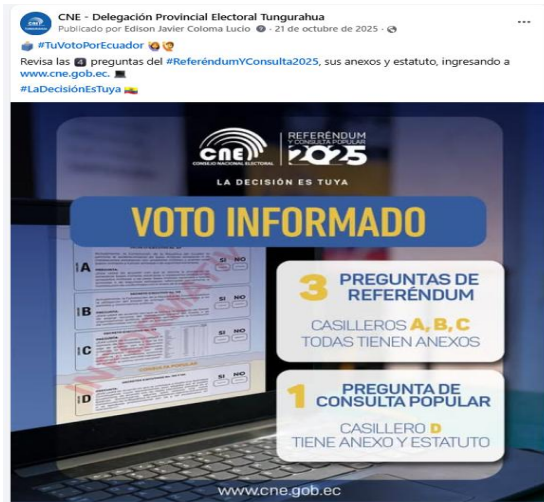 CNE - Delegación Provincial Electoral Tungurahua
Publicado por Edison Javier Coloma Lucio · 21 de octubre de 2025 ·
#TuVotoPorEcuador
Revisa las 4 preguntas del #ReferéndumYConsulta2025, sus anexos y estatuto, ingresando a
www.cne.gob.ec.
#LaDecisiónEsTuya
cne
CONSEJO NACIONAL ELECTORAL
REFERÉNDUM
Y CONSULTA POPULAR
2025
LA DECISIÓN ES TUYA
VOTO INFORMADO
A
SI NO
B
SI NO
C
SI NO
CONSULTA POPULAR
D
SI NO
3 PREGUNTAS DE
REFERÉNDUM
CASILLEROS A, B, C
TODAS TIENEN ANEXOS
1 PREGUNTA DE
CONSULTA POPULAR
CASILLERO D
TIENE ANEXO Y ESTATUTO
www.cne.gob.ec